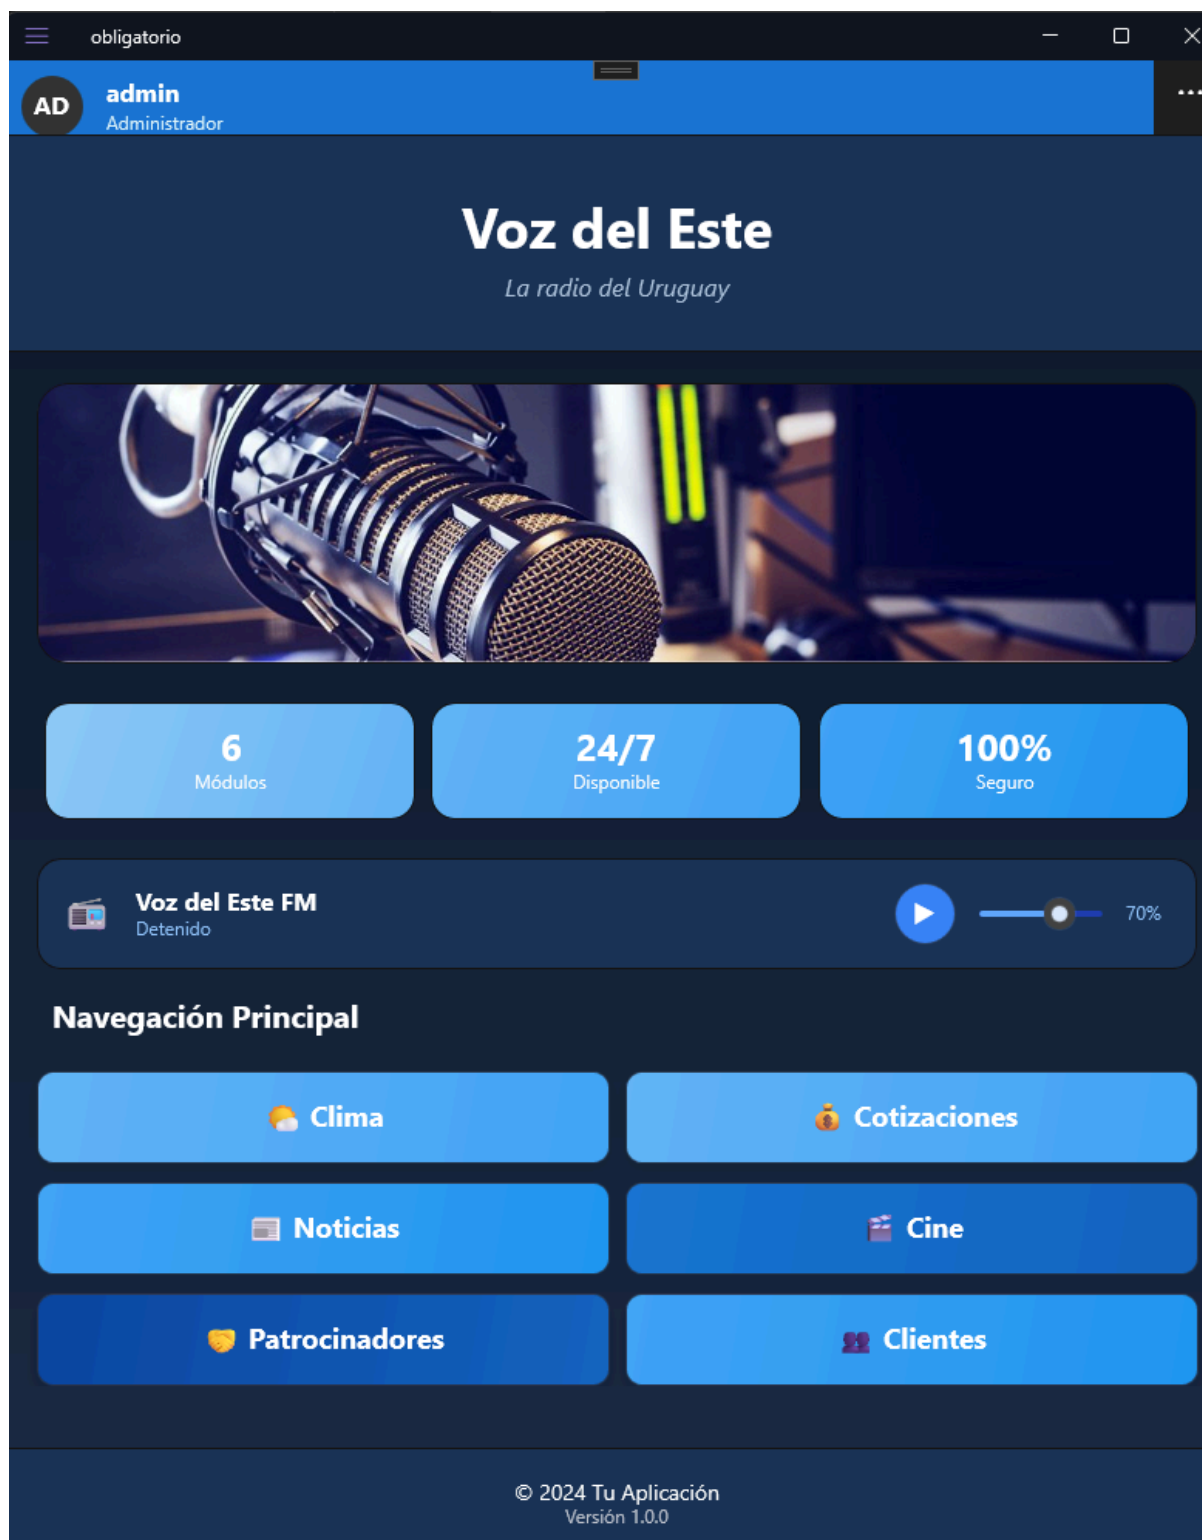 obligatorio
AD
admin
Administrador
Voz del Este
La radio del Uruguay
6
Módulos
24/7
Disponible
100%
Seguro
Voz del Este FM
Detenido
70%
Navegación Principal
Clima
Cotizaciones
Noticias
Cine
Patrocinadores
Clientes
© 2024 Tu Aplicación
Versión 1.0.0